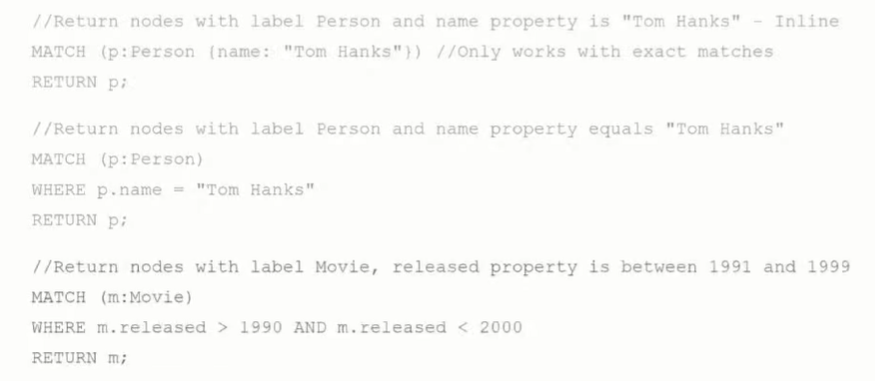 //Return nodes with label Person and name property is "Tom Hanks" - Inline
MATCH (p:Person {name: "Tom Hanks"}) //Only works with exact matches
RETURN p;
//Return nodes with label Person and name property equals "Tom Hanks"
MATCH (p:Person)
WHERE p.name = "Tom Hanks"
RETURN p;
//Return nodes with label Movie, released property is between 1991 and 1999
MATCH (m:Movie)
WHERE m.released > 1990 AND m.released < 2000
RETURN m;